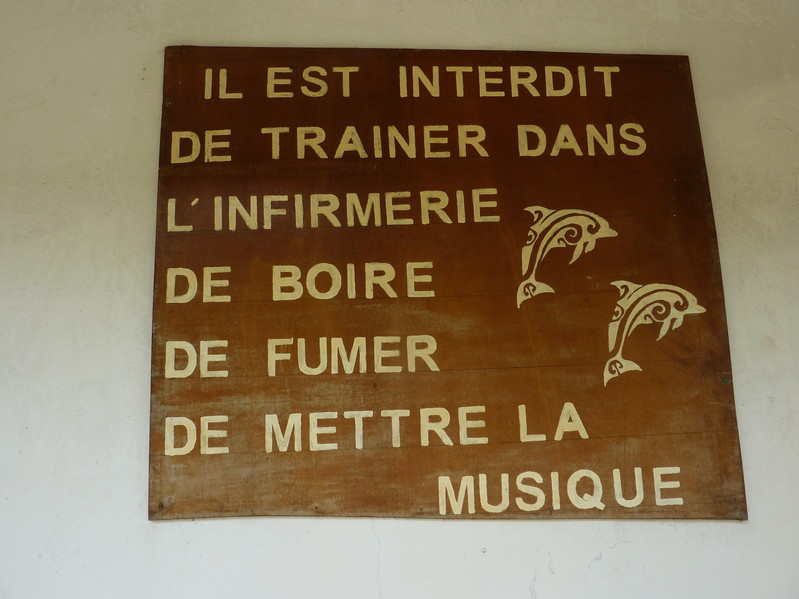 IL EST INTERDIT
DE TRAINER DANS
L'INFIRMERIE
DE BOIRE
DE FUMER
DE METTRE LA
MUSIQUE